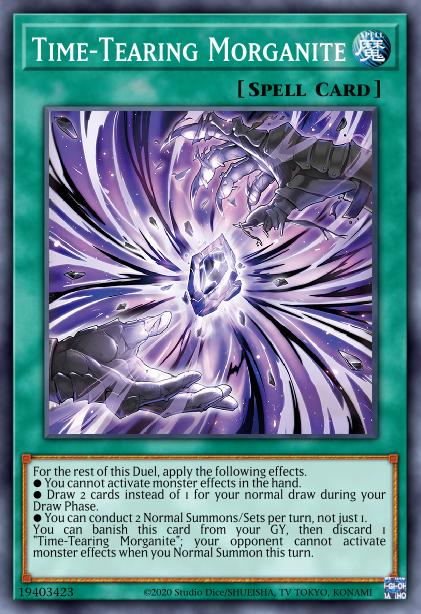 TIME-TEARING MORGANITE
SPELL
魔
[SPELL CARD]
For the rest of this Duel, apply the following effects.
● You cannot activate monster effects in the hand.
● Draw 2 cards instead of 1 for your normal draw during your
Draw Phase.
● You can conduct 2 Normal Summons/Sets per turn, not just 1.
You can banish this card from your GY, then discard 1
"Time-Tearing Morganite"; your opponent cannot activate
monster effects when you Normal Summon this turn.
19403423 ©2020 Studio Dice/SHUEISHA, TV TOKYO, KONAMI